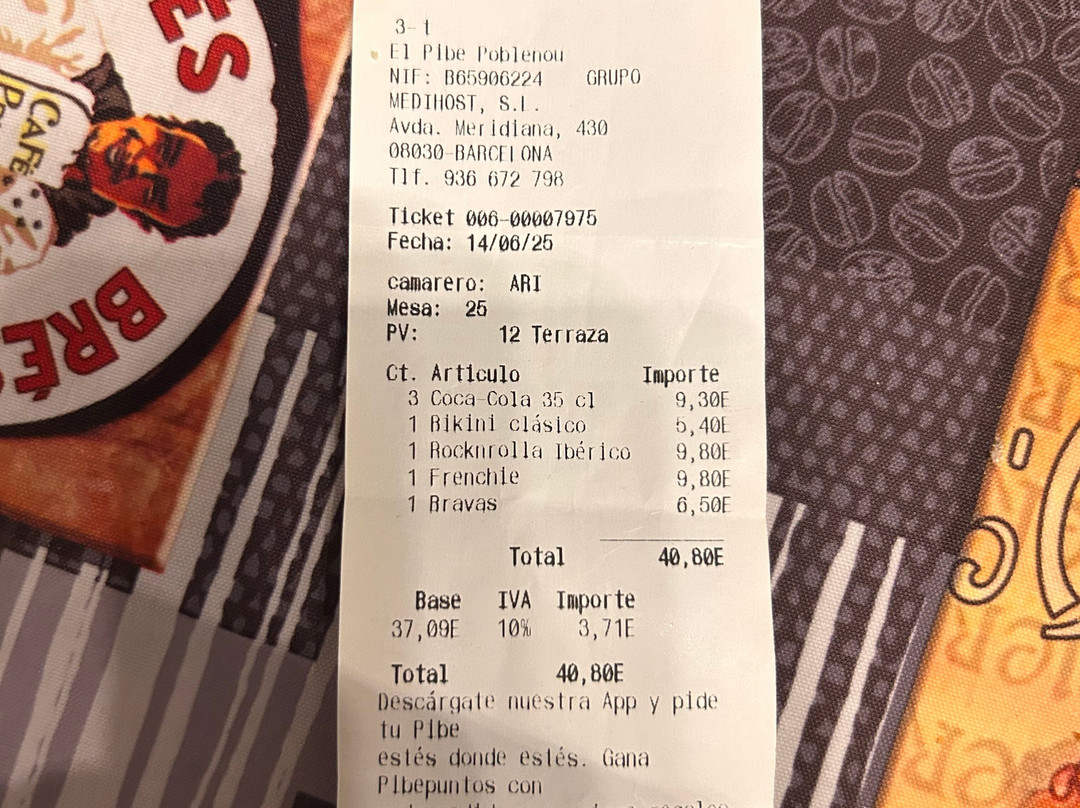 3-t
El Pibe Poblenou
NIF: B65906224 GRUPO
MEDIHOST, S.L.
Avda. Meridiana, 430
08030-BARCELONA
Tlf. 936 672 798
Ticket 006-00007975
Fecha: 14/06/25
camarero: ARI
Mesa: 25
PV: 12 Terraza
Ct. Artículo Importe
3 Coca-Cola 35 cl 9,30E
1 Bikini clásico 5,40E
1 Rocknrolla Ibérico 9,80E
1 Frenchie 9,80E
1 Bravas 6,50E
Total 40,80E
Base IVA Importe
37,09E 10% 3,71E
Total 40,80E
Descárgate nuestra App y pide
tu Pibe
estés donde estés. Gana
Pibepuntos con
CAFÈ
BRÉ
ES